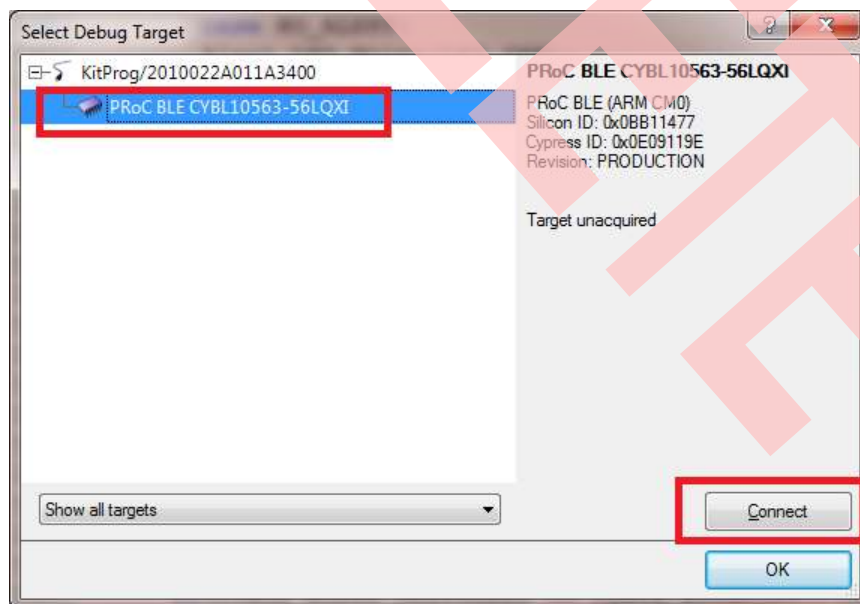 Select Debug Target
KitProg/2010022A011A3400
PRoC BLE CYBL10563-56LQXI
PRoC BLE CYBL10563-56LQXI
PRoC BLE (ARM CM0)
Silicon ID: 0x0BB11477
Cypress ID: 0x0E09119E
Revision: PRODUCTION
Target unacquired
Show all targets
Connect
OK